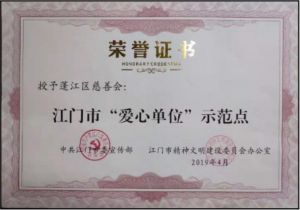 荣誉证书
授予蓬江区慈善会：
江门市“爱心单位”示范点
中共江门市委宣传部 江门市精神文明建设委员会办公室
2019年4月